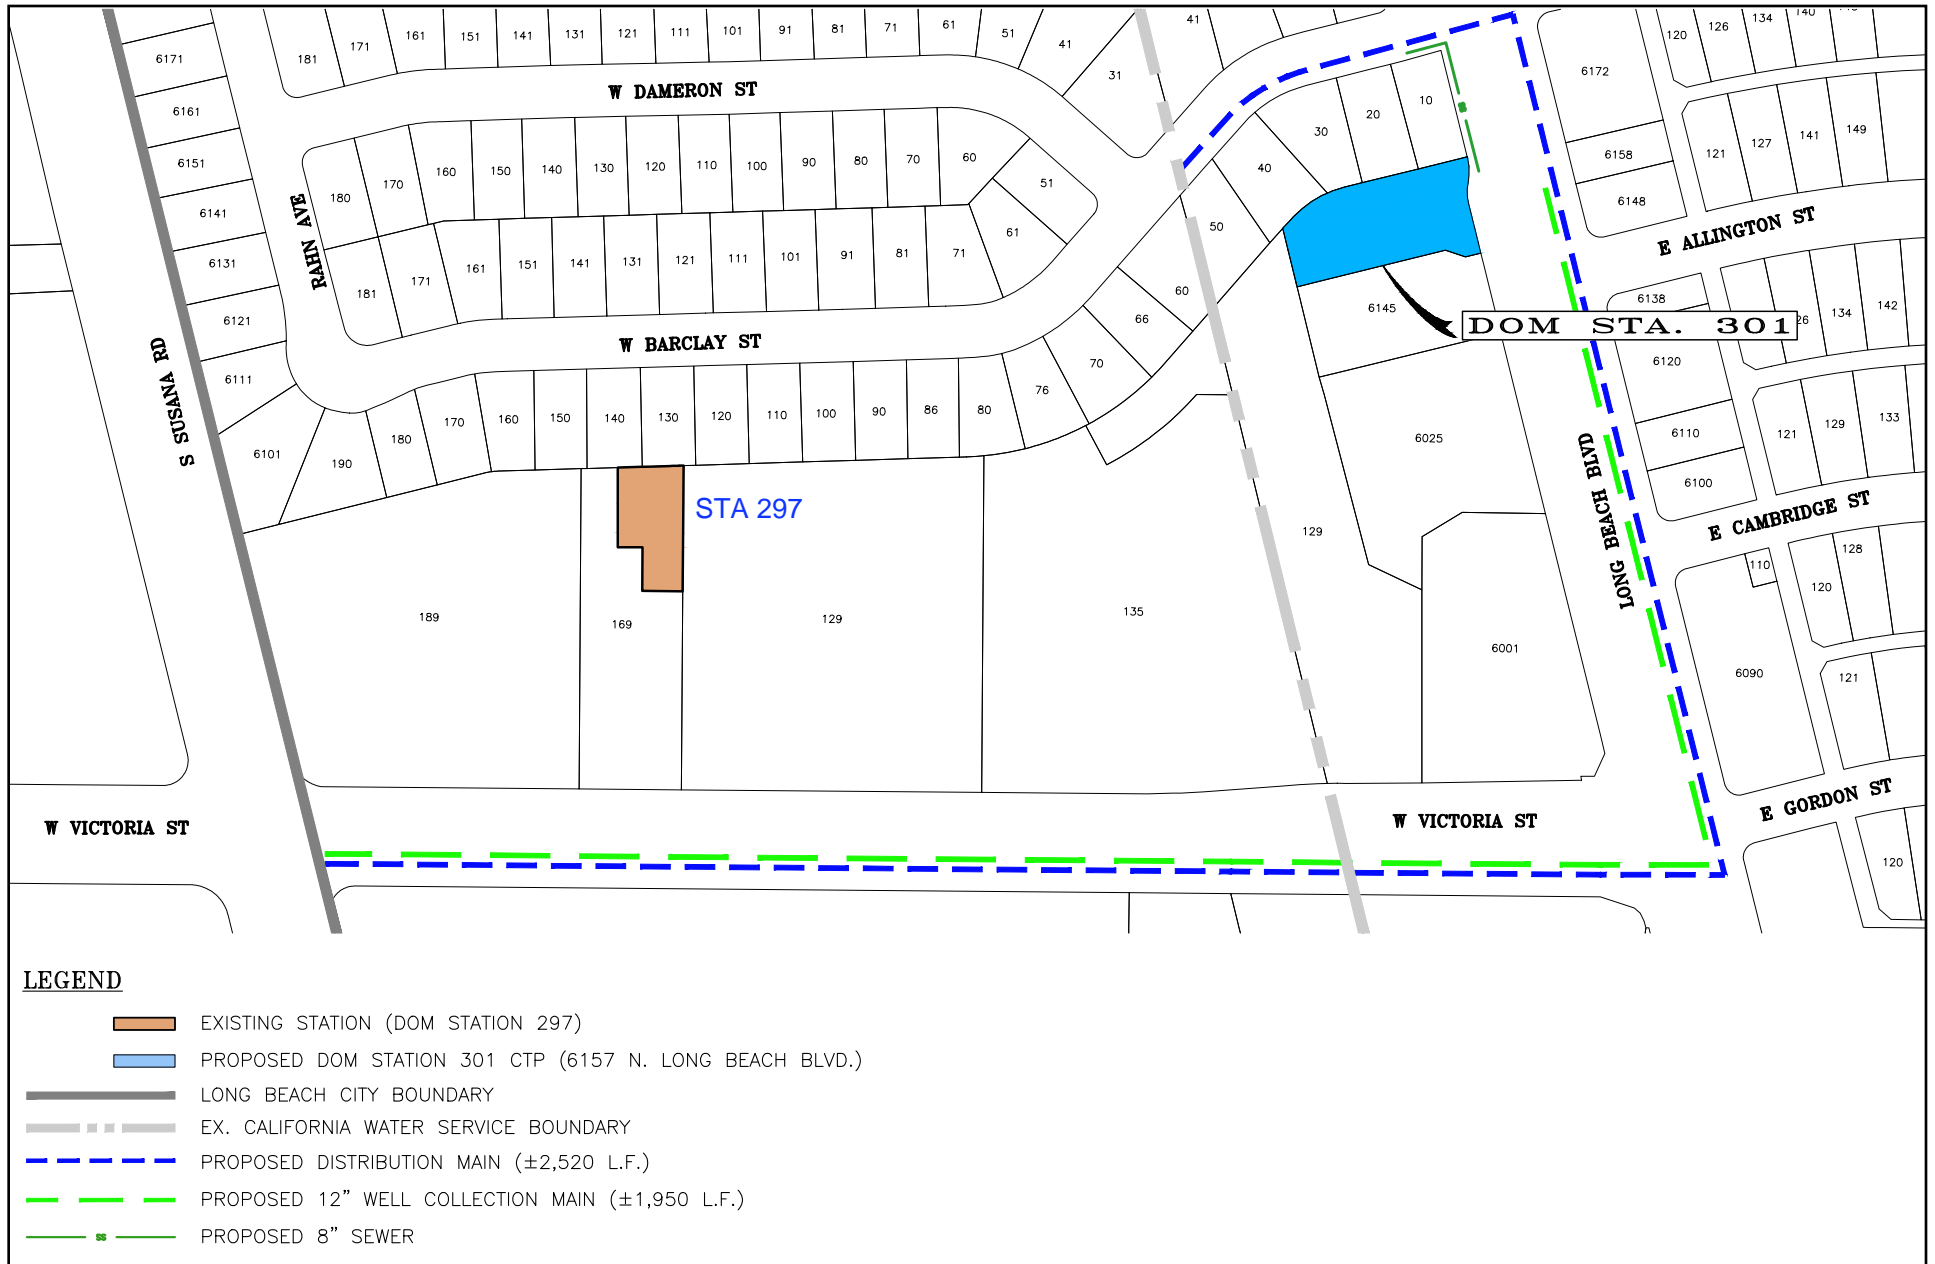 181 171 161 151 141 131 121 111 101 91 81 71 61 51 41 31 41
6171
6161
6151
6141
6131
6121
6111
6101
W DAMERON ST
180 170 160 150 140 130 120 110 100 90 80 70 60 51
RAHN AVE
181 171 161 151 141 131 121 111 101 91 81 71 61
W BARCLAY ST
S SUSANA RD
190 180 170 160 150 140 130 120 110 100 90 86 80 76 70 66 60 50 40 30 20 10
6145
DOM STA. 301
6025
6001
STA 297
189 169 129 135 129
LONG BEACH BLVD
120 126 134 140
6172
6158
6148
121 127 141 149
E ALLINGTON ST
6138
134 142
6120
6110
6100
121 129 133
E CAMBRIDGE ST
110 120 128
6090
121
E GORDON ST
120
W VICTORIA ST
W VICTORIA ST
LEGEND
EXISTING STATION (DOM STATION 297)
PROPOSED DOM STATION 301 CTP (6157 N. LONG BEACH BLVD.)
LONG BEACH CITY BOUNDARY
EX. CALIFORNIA WATER SERVICE BOUNDARY
PROPOSED DISTRIBUTION MAIN (±2,520 L.F.)
PROPOSED 12" WELL COLLECTION MAIN (±1,950 L.F.)
SS PROPOSED 8" SEWER